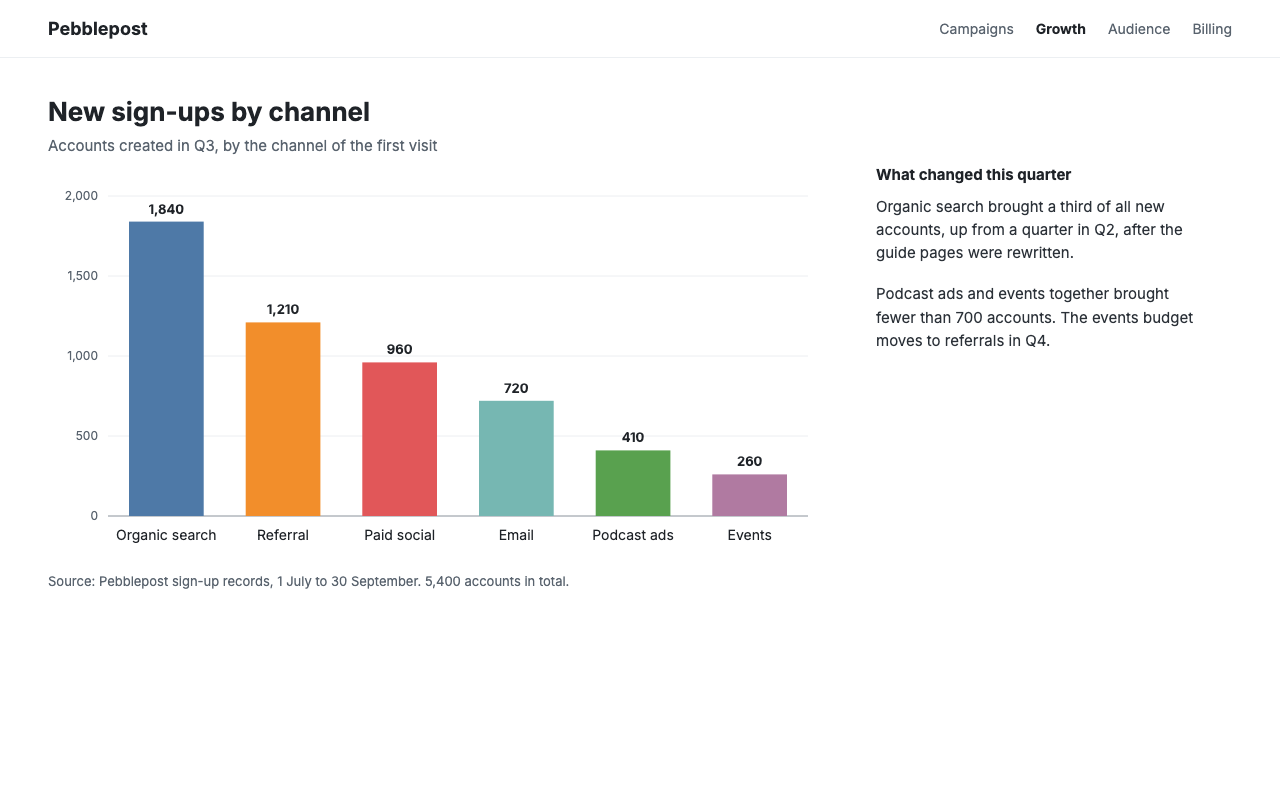 Pebblepost
Campaigns
Growth
Audience
Billing
New sign-ups by channel
Accounts created in Q3, by the channel of the first visit
2,000
1,500
1,000
500
0
1,840
1,210
960
720
410
260
Organic search
Referral
Paid social
Email
Podcast ads
Events
Source: Pebblepost sign-up records, 1 July to 30 September. 5,400 accounts in total.
What changed this quarter
Organic search brought a third of all new
accounts, up from a quarter in Q2, after the
guide pages were rewritten.
Podcast ads and events together brought
fewer than 700 accounts. The events budget
moves to referrals in Q4.